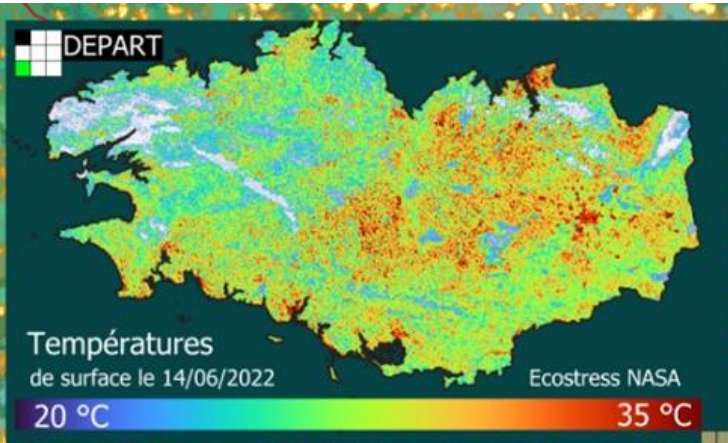 DEPART
Températures
de surface le 14/06/2022
Ecostress NASA
20 °C
35 °C